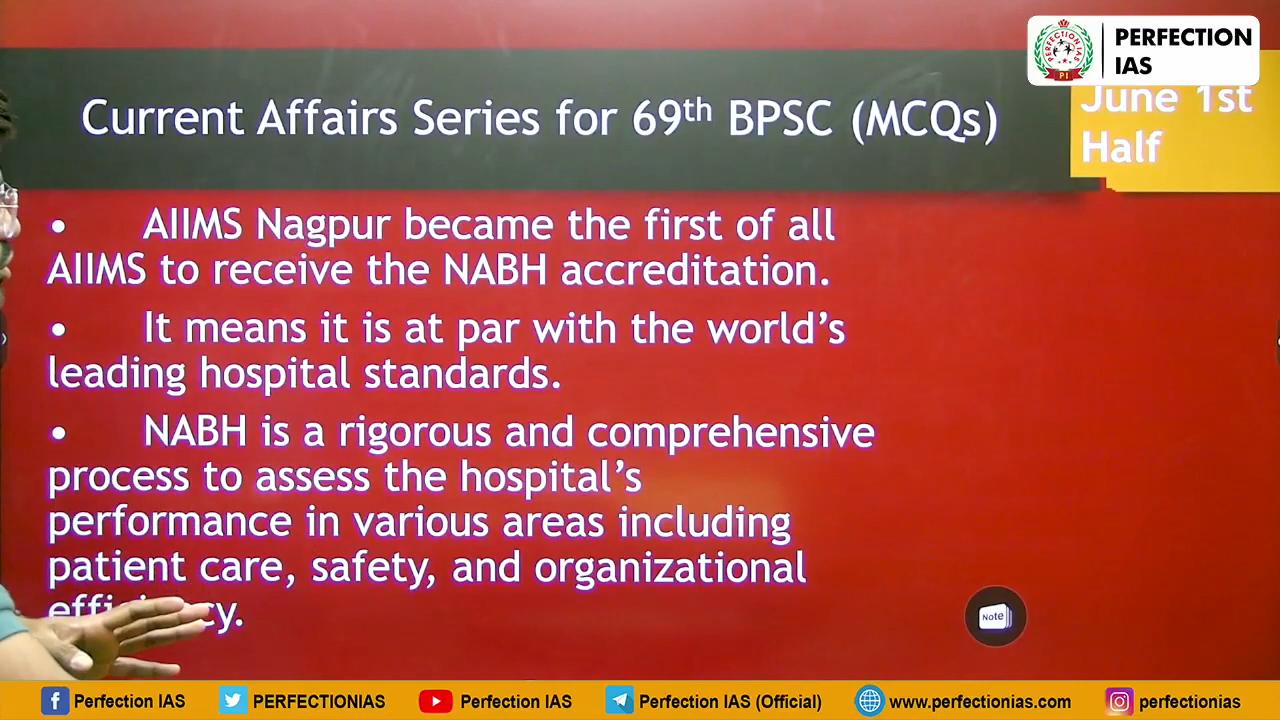 PERFECTION
IAS
PERFECTION IAS
PI
June 1st
Half
Current Affairs Series for 69th BPSC (MCQs)
• AIIMS Nagpur became the first of all
AIIMS to receive the NABH accreditation.
• It means it is at par with the world’s
leading hospital standards.
• NABH is a rigorous and comprehensive
process to assess the hospital’s
performance in various areas including
patient care, safety, and organizational
Note
Perfection IAS
PERFECTIONIAS
Perfection IAS
Perfection IAS (Official)
www.perfectionias.com
perfectionias